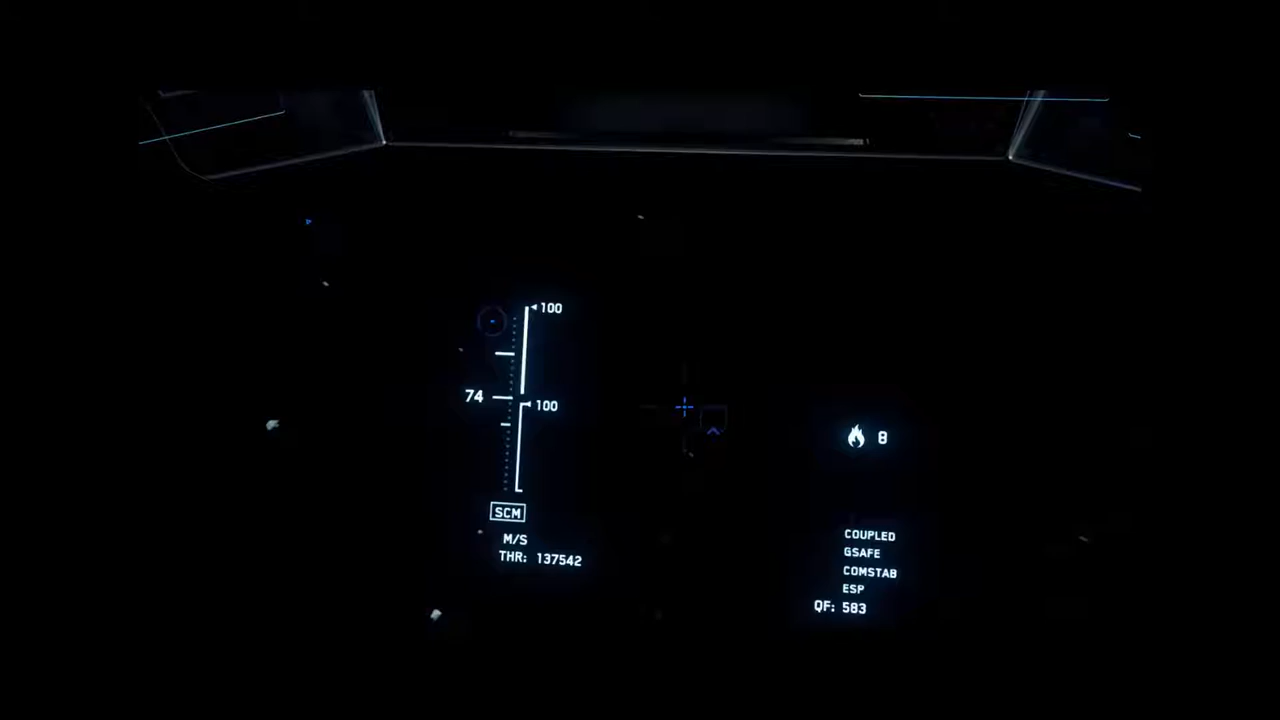 100
74
100
8
SCM
M/S
THR: 137542
COUPLED
GSAFE
COMSTAB
ESP
QF: 583